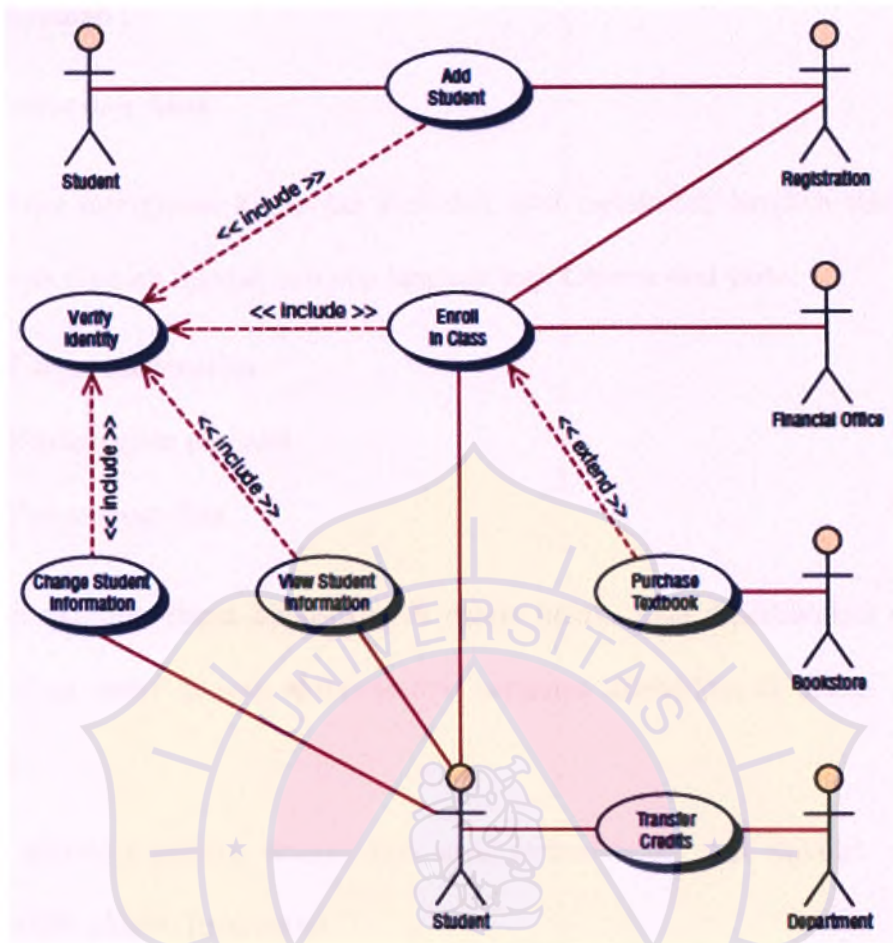 Add
Student
Student
Registration
<< include >>
Verify
Identity
<< include >>
Enroll
in Class
Financial Office
<< include >>
<< include >>
<< extend >>
Change Student
Information
View Student
Information
Purchase
Textbook
Bookstore
UNIVERSITAS
Transfer
Credits
Student
Department